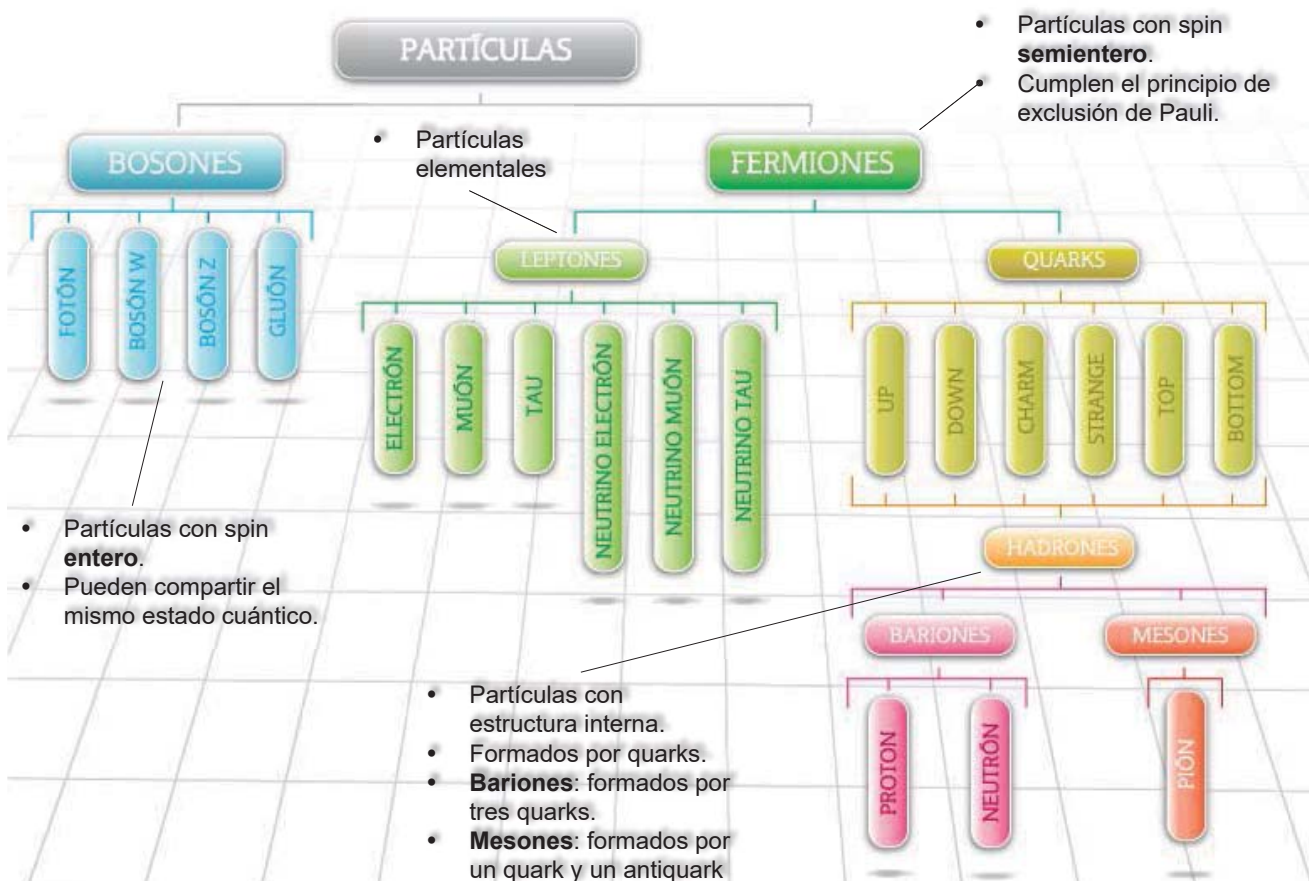 PARTÍCULAS
• Partículas con spin
semientero.
• Cumplen el principio de
exclusión de Pauli.
BOSONES
• Partículas
elementales
FERMIONES
LEPTONES
QUARKS
FOTÓN
BOSÓN W
BOSÓN Z
GLUÓN
ELECTRÓN
MUÓN
TAU
NEUTRINO ELECTRÓN
NEUTRINO MUÓN
NEUTRINO TAU
UP
DOWN
CHARM
STRANGE
TOP
BOTTOM
• Partículas con spin
entero.
• Pueden compartir el
mismo estado cuántico.
HADRONES
BARIONES
MESONES
• Partículas con
estructura interna.
• Formados por quarks.
• Bariones: formados por
tres quarks.
• Mesones: formados por
un quark y un antiquark
PROTON
NEUTRÓN
PIÓN